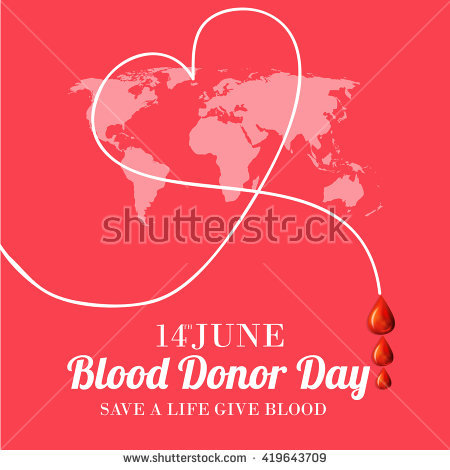 shutterstock
14TH JUNE
Blood Donor Day
SAVE A LIFE GIVE BLOOD
www.shutterstock.com · 419643709